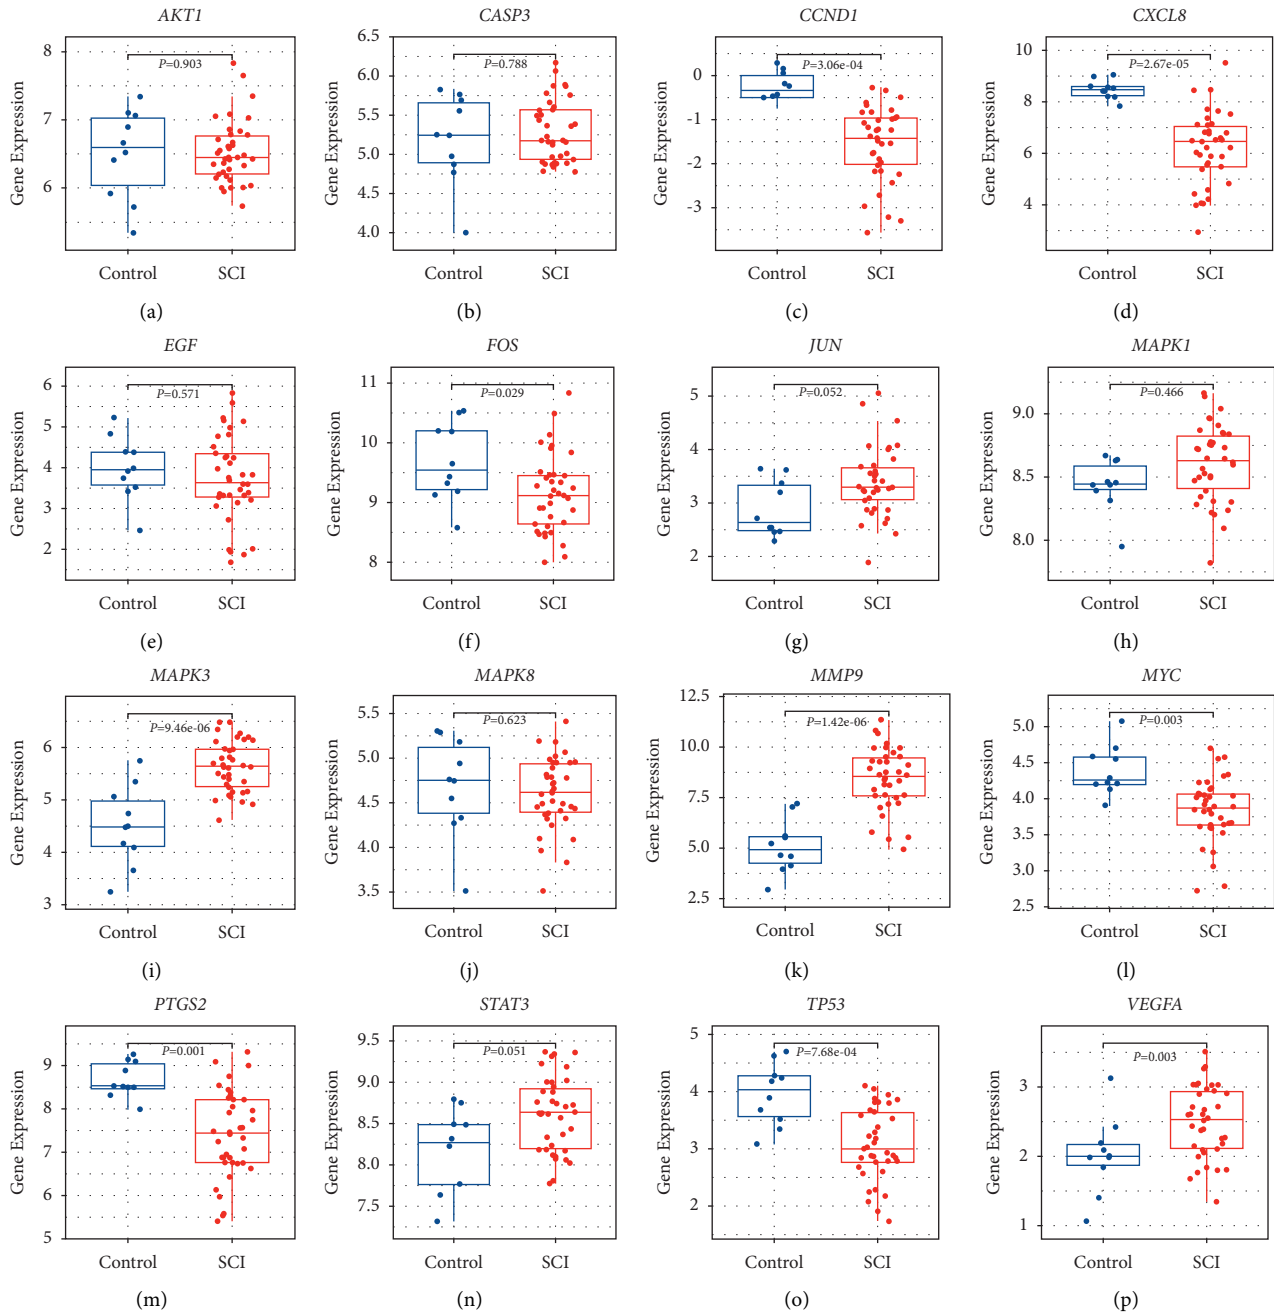 AKT1
8
7
6
Gene Expression
P=0.903
Control SCI
(a)
CASP3
6.5
6.0
5.5
5.0
4.5
4.0
Gene Expression
P=0.788
Control SCI
(b)
CCND1
0
-1
-2
-3
Gene Expression
P=3.06e-04
Control SCI
(c)
CXCL8
10
8
6
4
Gene Expression
P=2.67e-05
Control SCI
(d)
EGF
6
5
4
3
2
Gene Expression
P=0.571
Control SCI
(e)
FOS
11
10
9
8
Gene Expression
P=0.029
Control SCI
(f)
JUN
5
4
3
2
Gene Expression
P=0.052
Control SCI
(g)
MAPK1
9.0
8.5
8.0
Gene Expression
P=0.466
Control SCI
(h)
MAPK3
6
5
4
3
Gene Expression
P=9.46e-06
Control SCI
(i)
MAPK8
5.5
5.0
4.5
4.0
3.5
Gene Expression
P=0.623
Control SCI
(j)
MMP9
12.5
10.0
7.5
5.0
2.5
Gene Expression
P=1.42e-06
Control SCI
(k)
MYC
5.0
4.5
4.0
3.5
3.0
2.5
Gene Expression
P=0.003
Control SCI
(l)
PTGS2
9
8
7
6
5
Gene Expression
P=0.001
Control SCI
(m)
STAT3
9.5
9.0
8.5
8.0
7.5
Gene Expression
P=0.051
Control SCI
(n)
TP53
5
4
3
2
Gene Expression
P=7.68e-04
Control SCI
(o)
VEGFA
3
2
1
Gene Expression
P=0.003
Control SCI
(p)